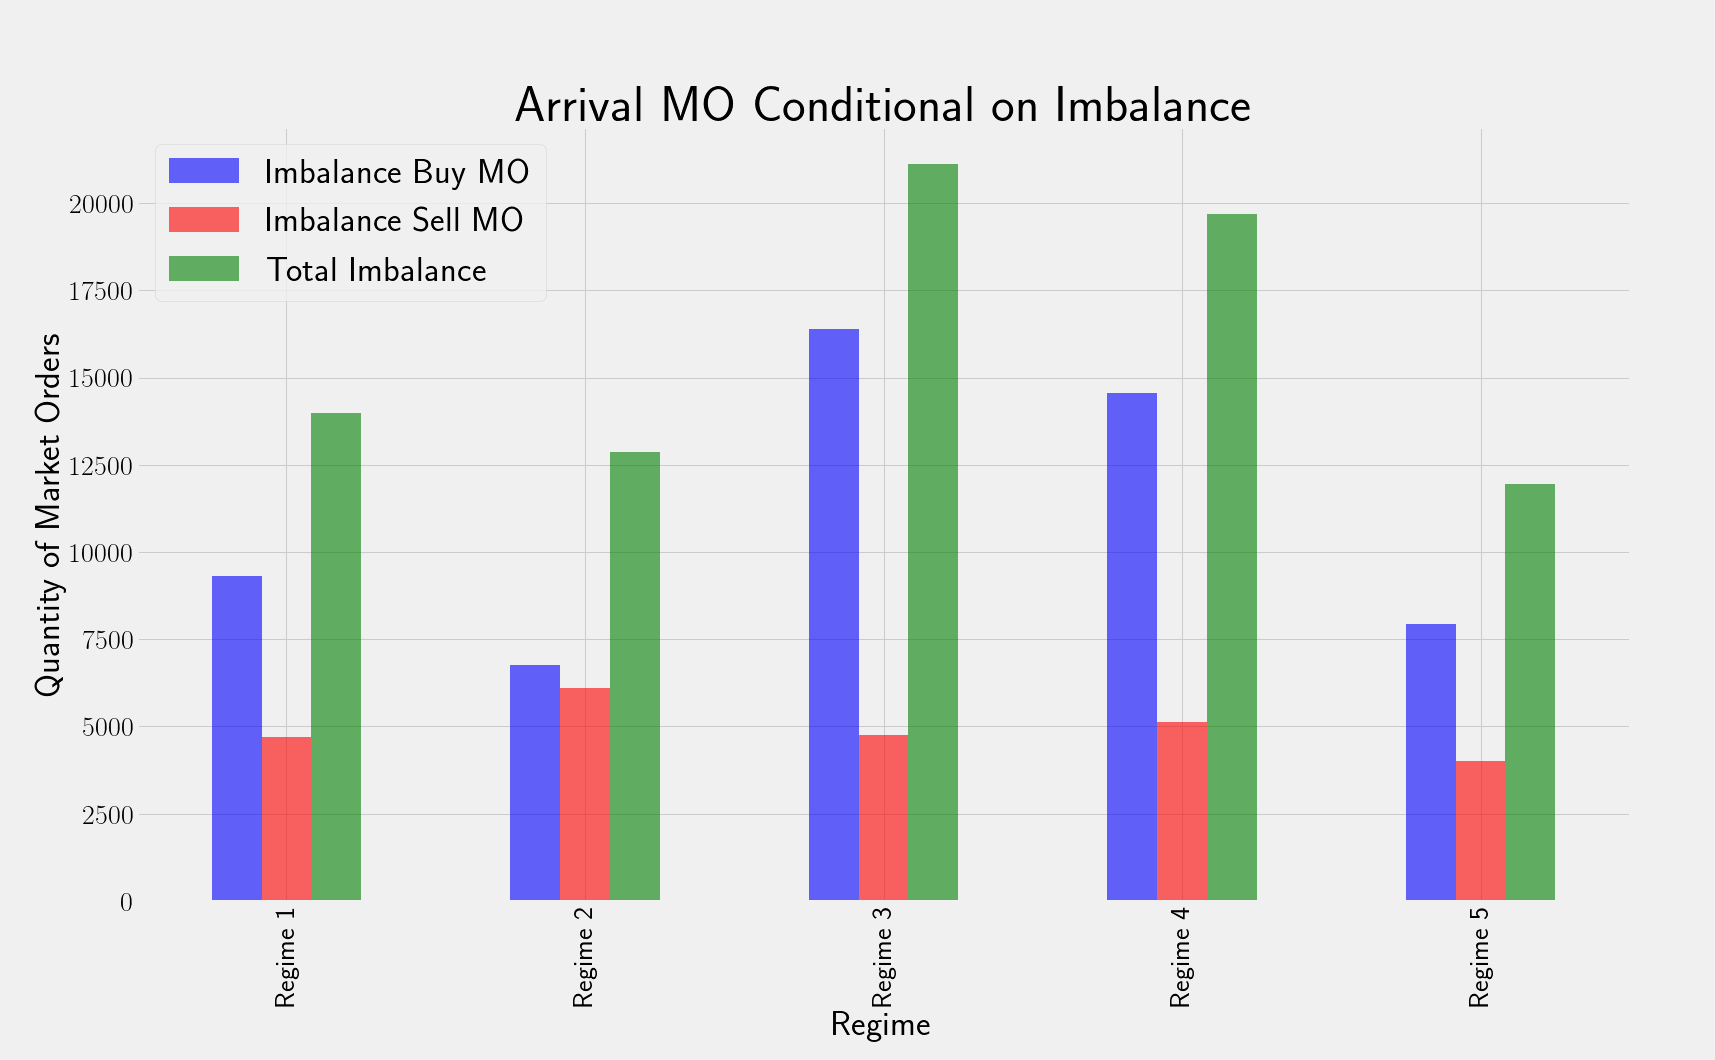 Arrival MO Conditional on Imbalance
Imbalance Buy MO
Imbalance Sell MO
Total Imbalance
Quantity of Market Orders
20000
17500
15000
12500
10000
7500
5000
2500
0
Regime 1
Regime 2
Regime 3
Regime 4
Regime 5
Regime